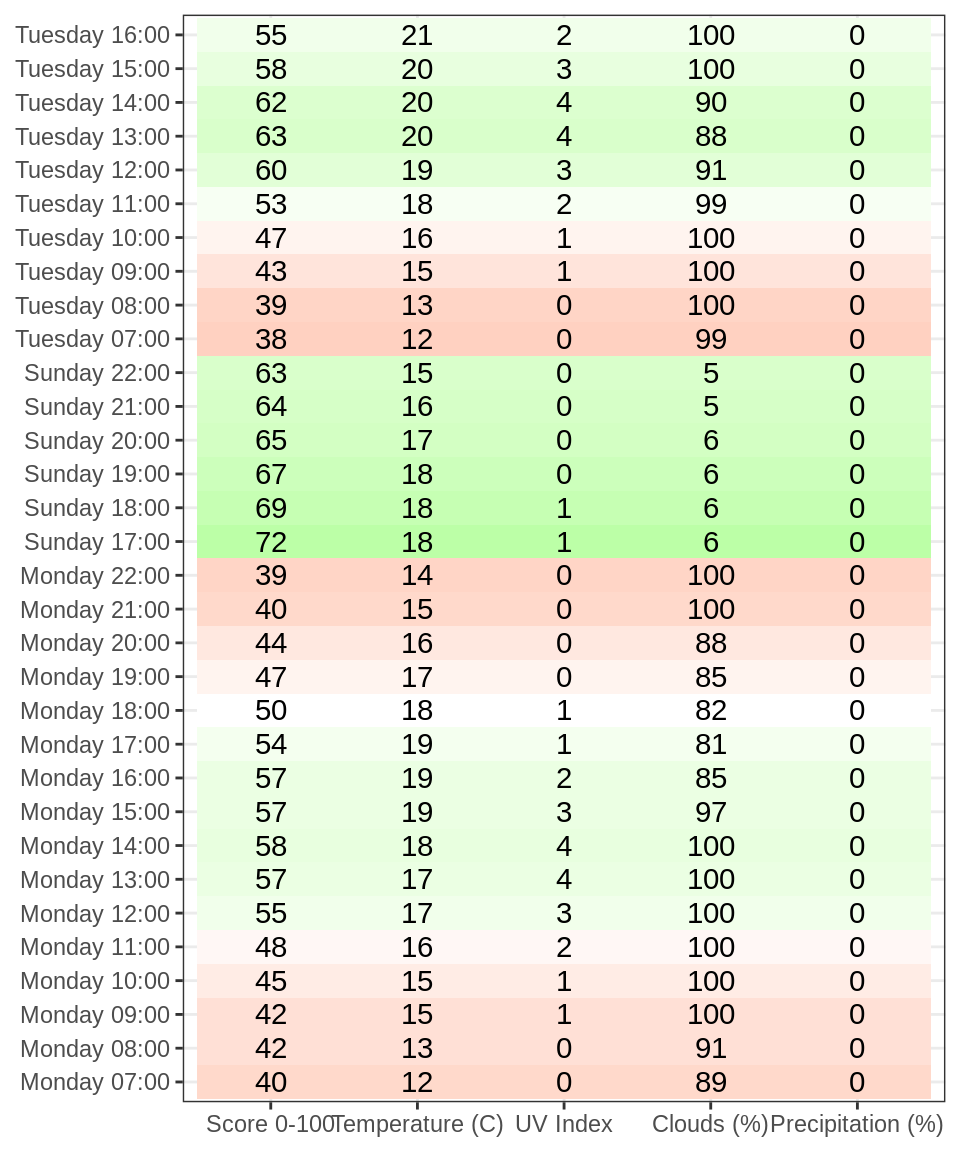 Tuesday 16:00 55 21 2 100 0
Tuesday 15:00 58 20 3 100 0
Tuesday 14:00 62 20 4 90 0
Tuesday 13:00 63 20 4 88 0
Tuesday 12:00 60 19 3 91 0
Tuesday 11:00 53 18 2 99 0
Tuesday 10:00 47 16 1 100 0
Tuesday 09:00 43 15 1 100 0
Tuesday 08:00 39 13 0 100 0
Tuesday 07:00 38 12 0 99 0
Sunday 22:00 63 15 0 5 0
Sunday 21:00 64 16 0 5 0
Sunday 20:00 65 17 0 6 0
Sunday 19:00 67 18 0 6 0
Sunday 18:00 69 18 1 6 0
Sunday 17:00 72 18 1 6 0
Monday 22:00 39 14 0 100 0
Monday 21:00 40 15 0 100 0
Monday 20:00 44 16 0 88 0
Monday 19:00 47 17 0 85 0
Monday 18:00 50 18 1 82 0
Monday 17:00 54 19 1 81 0
Monday 16:00 57 19 2 85 0
Monday 15:00 57 19 3 97 0
Monday 14:00 58 18 4 100 0
Monday 13:00 57 17 4 100 0
Monday 12:00 55 17 3 100 0
Monday 11:00 48 16 2 100 0
Monday 10:00 45 15 1 100 0
Monday 09:00 42 15 1 100 0
Monday 08:00 42 13 0 91 0
Monday 07:00 40 12 0 89 0
Score 0-100 Temperature (C) UV Index Clouds (%) Precipitation (%)